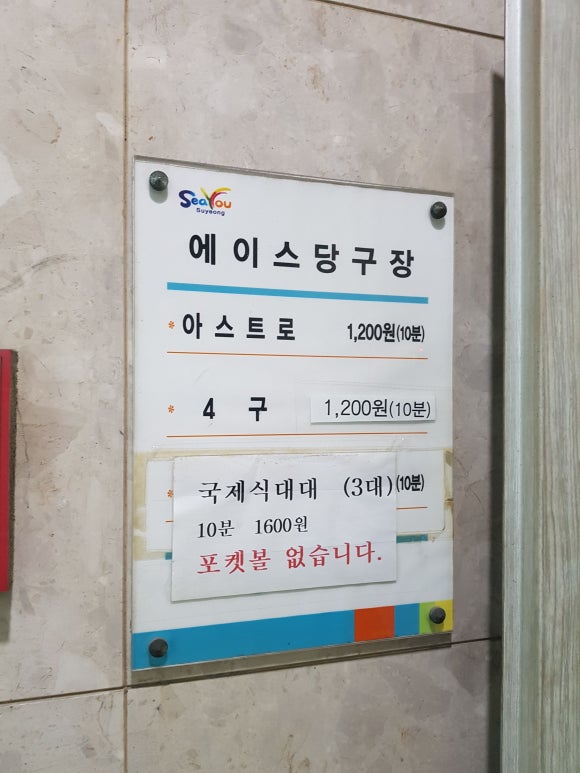 SeaYou
Suyeong
에이스당구장
*아스트로 1,200원(10분)
*4 구 1,200원(10분)
* 국제식대대 (3대) (10분)
10분 1600원
포켓볼 없습니다.